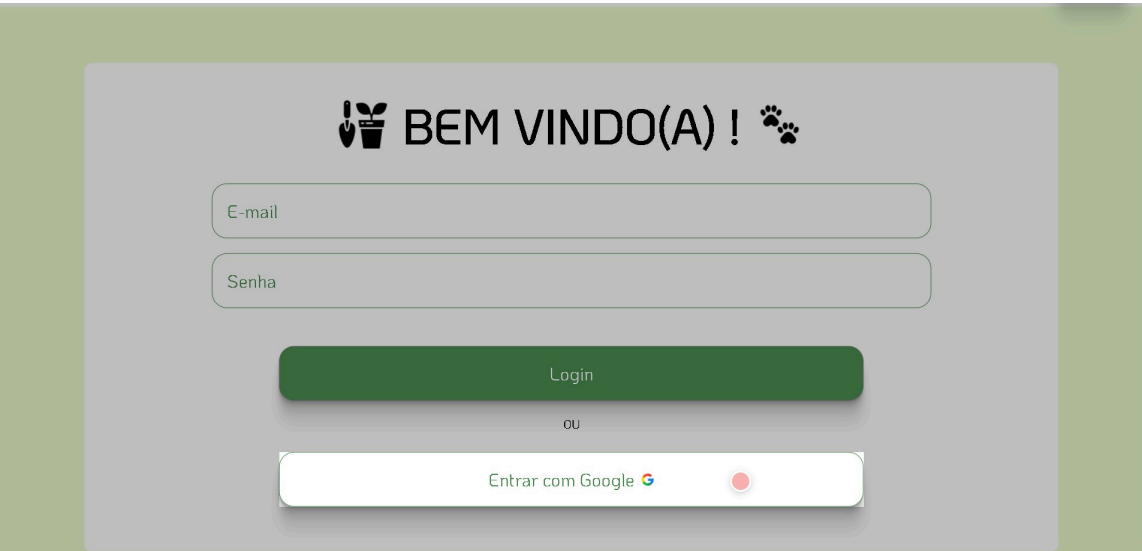 BEM VINDO(A) !
E-mail
Senha
Login
OU
Entrar com Google